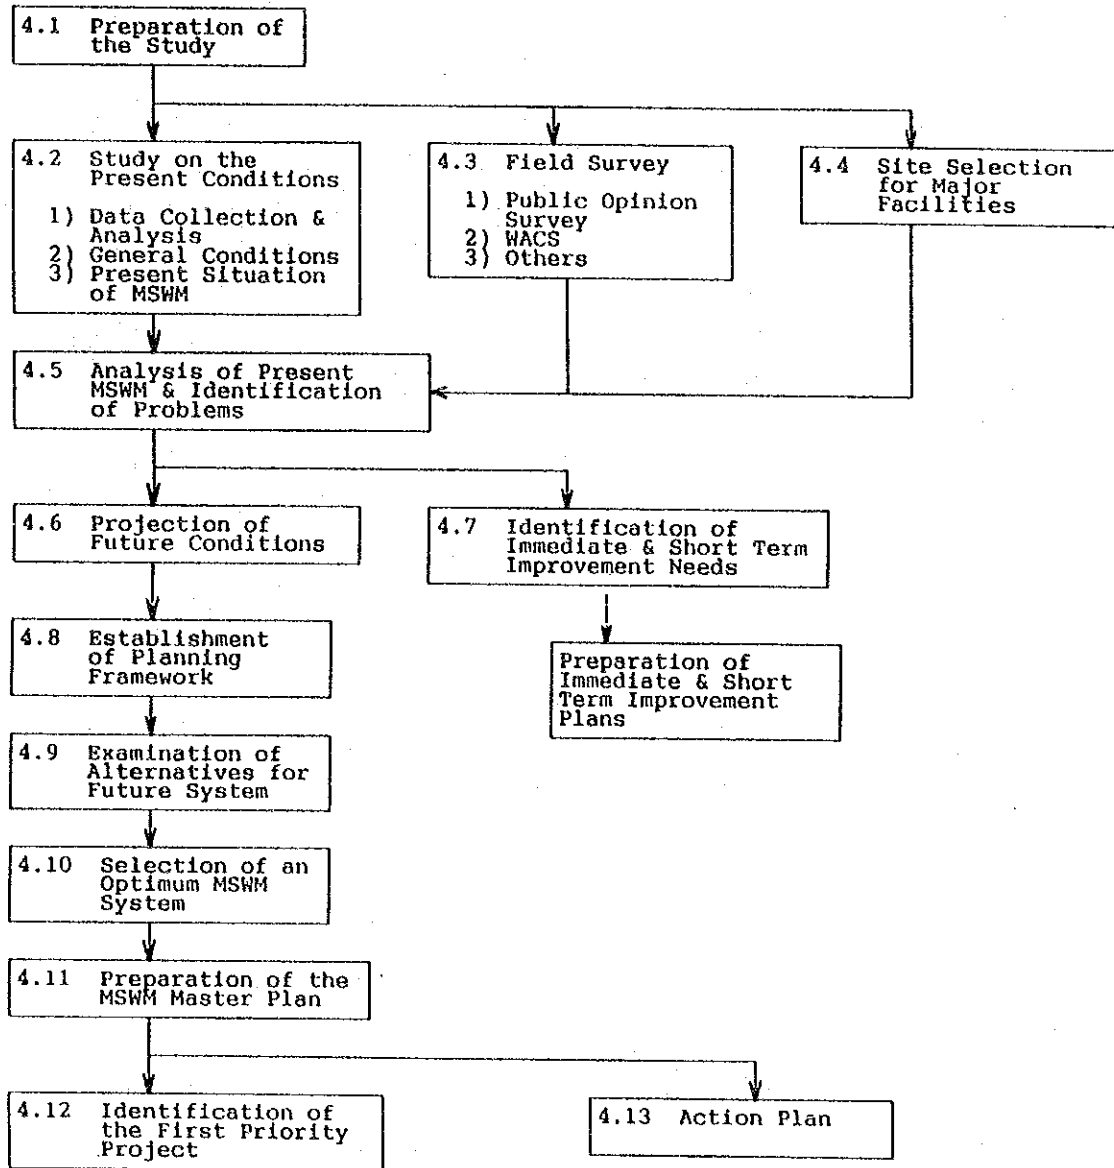 4.1 Preparation of
the Study
4.2 Study on the
Present Conditions
1) Data Collection &
Analysis
2) General Conditions
3) Present Situation
of MSWM
4.3 Field Survey
1) Public Opinion
Survey
2) WACS
3) Others
4.4 Site Selection
for Major
Facilities
4.5 Analysis of Present
MSWM & Identification
of Problems
4.6 Projection of
Future Conditions
4.7 Identification of
Immediate & Short Term
Improvement Needs
Preparation of
Immediate & Short
Term Improvement
Plans
4.8 Establishment
of Planning
Framework
4.9 Examination of
Alternatives for
Future System
4.10 Selection of an
Optimum MSWM
System
4.11 Preparation of the
MSWM Master Plan
4.12 Identification of
the First Priority
Project
4.13 Action Plan